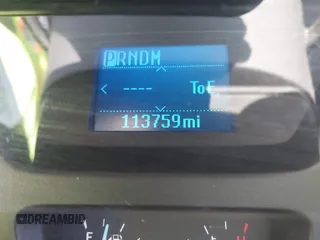 PRNDM
< ---- ToE
113759mi
E F H
DREAMBID